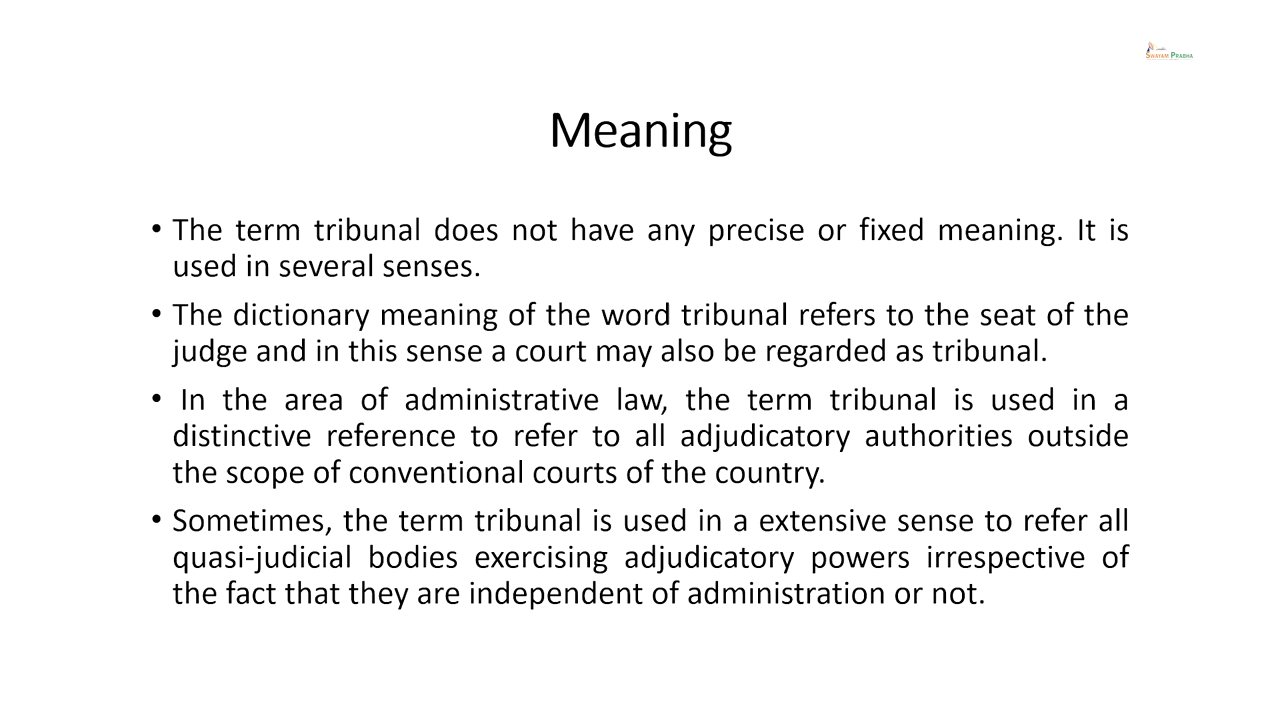 SWAYAM PRABHA
Meaning
• The term tribunal does not have any precise or fixed meaning. It is
used in several senses.
• The dictionary meaning of the word tribunal refers to the seat of the
judge and in this sense a court may also be regarded as tribunal.
• In the area of administrative law, the term tribunal is used in a
distinctive reference to refer to all adjudicatory authorities outside
the scope of conventional courts of the country.
• Sometimes, the term tribunal is used in a extensive sense to refer all
quasi-judicial bodies exercising adjudicatory powers irrespective of
the fact that they are independent of administration or not.